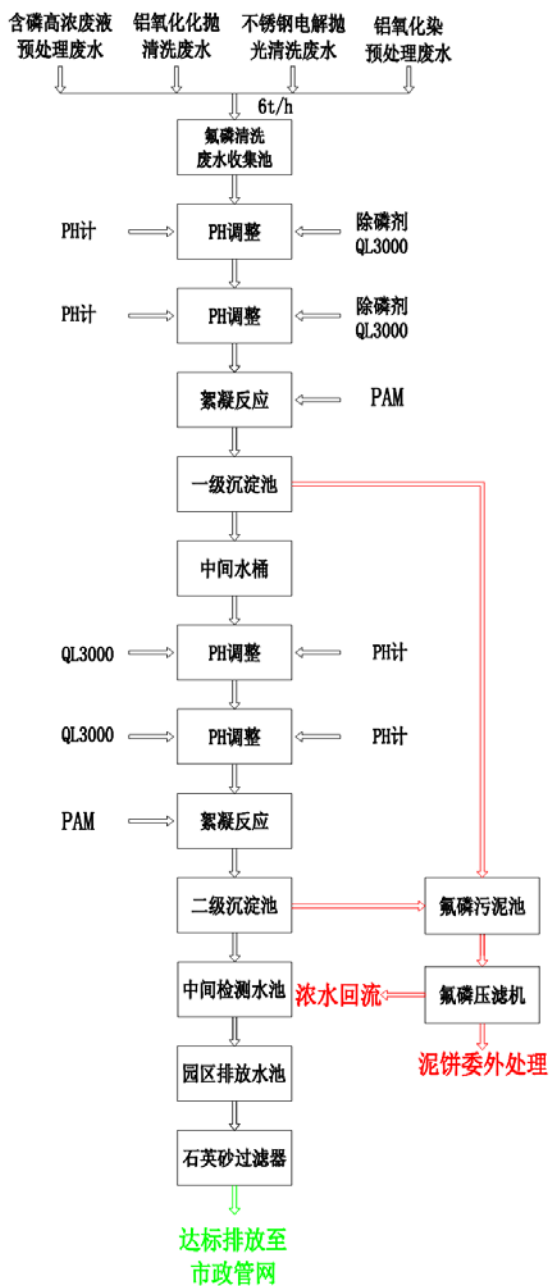 含磷高浓废液
预处理废水
铝氧化化抛
清洗废水
不锈钢电解抛
光清洗废水
铝氧化染
预处理废水
6t/h
氟磷清洗
废水收集池
PH计
PH调整
除磷剂
QL3000
PH计
PH调整
除磷剂
QL3000
絮凝反应
PAM
一级沉淀池
中间水桶
QL3000
PH调整
PH计
QL3000
PH调整
PH计
PAM
絮凝反应
二级沉淀池
氟磷污泥池
中间检测水池
浓水回流
氟磷压滤机
泥饼委外处理
园区排放水池
石英砂过滤器
达标排放至
市政管网